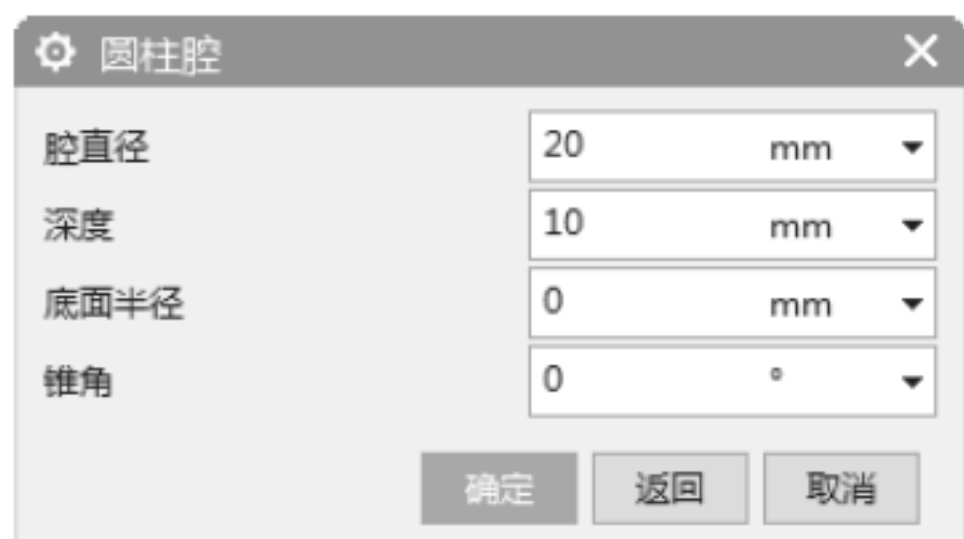 圆柱腔
腔直径 20 mm
深度 10 mm
底面半径 0 mm
锥角 0 °
确定 返回 取消